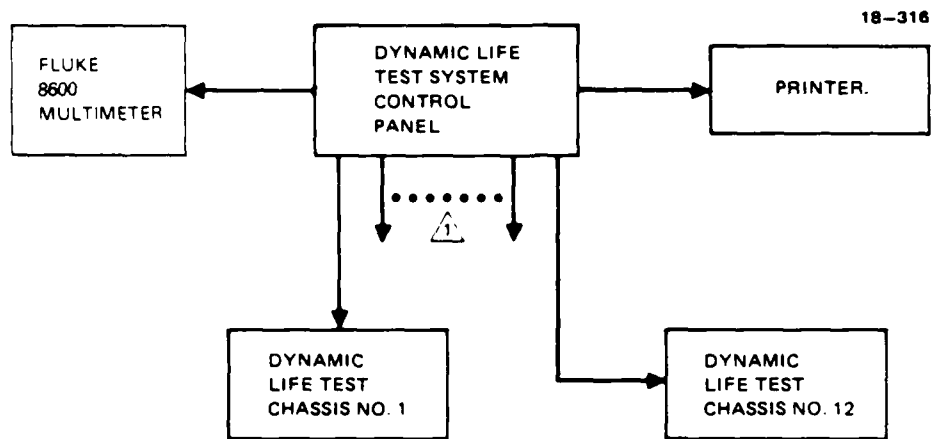 18-316
FLUKE
8600
MULTIMETER
DYNAMIC LIFE
TEST SYSTEM
CONTROL
PANEL
PRINTER.
1
DYNAMIC
LIFE TEST
CHASSIS NO. 1
DYNAMIC
LIFE TEST
CHASSIS NO. 12